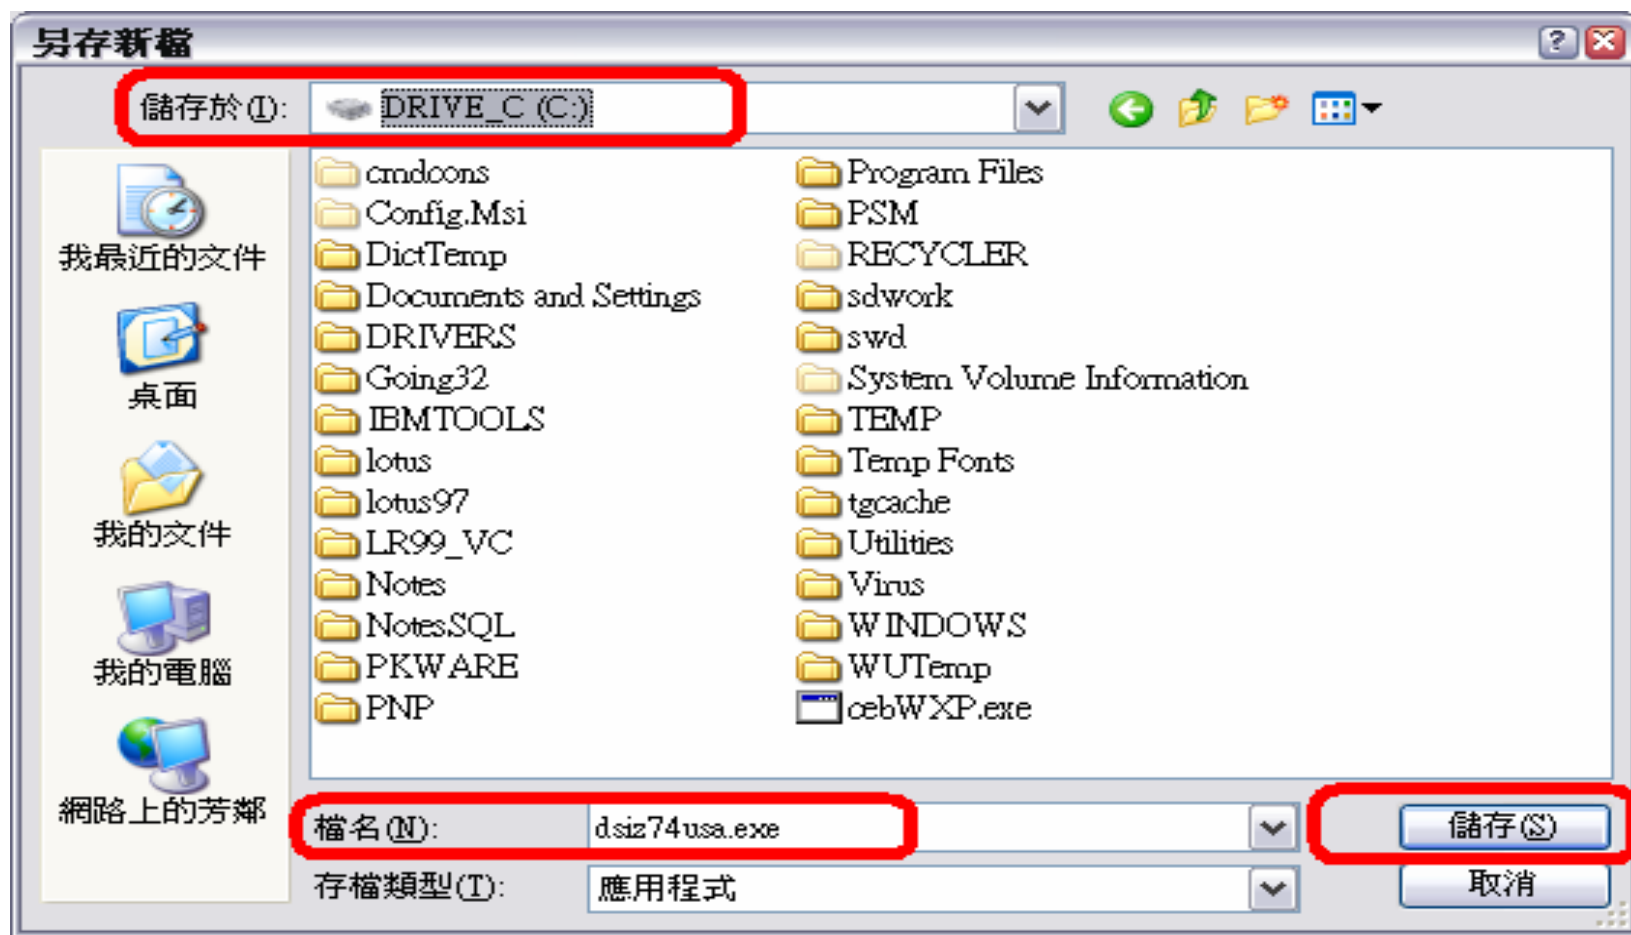 另存新檔
儲存於(I):
DRIVE_C (C:)
我最近的文件
桌面
我的文件
我的電腦
網路上的芳鄰
cmdcons
Config.Msi
DictTemp
Documents and Settings
DRIVERS
Going32
IBMTOOLS
lotus
lotus97
LR99_VC
Notes
NotesSQL
PKWARE
PNP
Program Files
PSM
RECYCLER
sdwork
swd
System Volume Information
TEMP
Temp Fonts
tgcache
Utilities
Virus
WINDOWS
WUTemp
cebWXP.exe
檔名(N):
dsiz74usa.exe
儲存(S)
存檔類型(T):
應用程式
取消